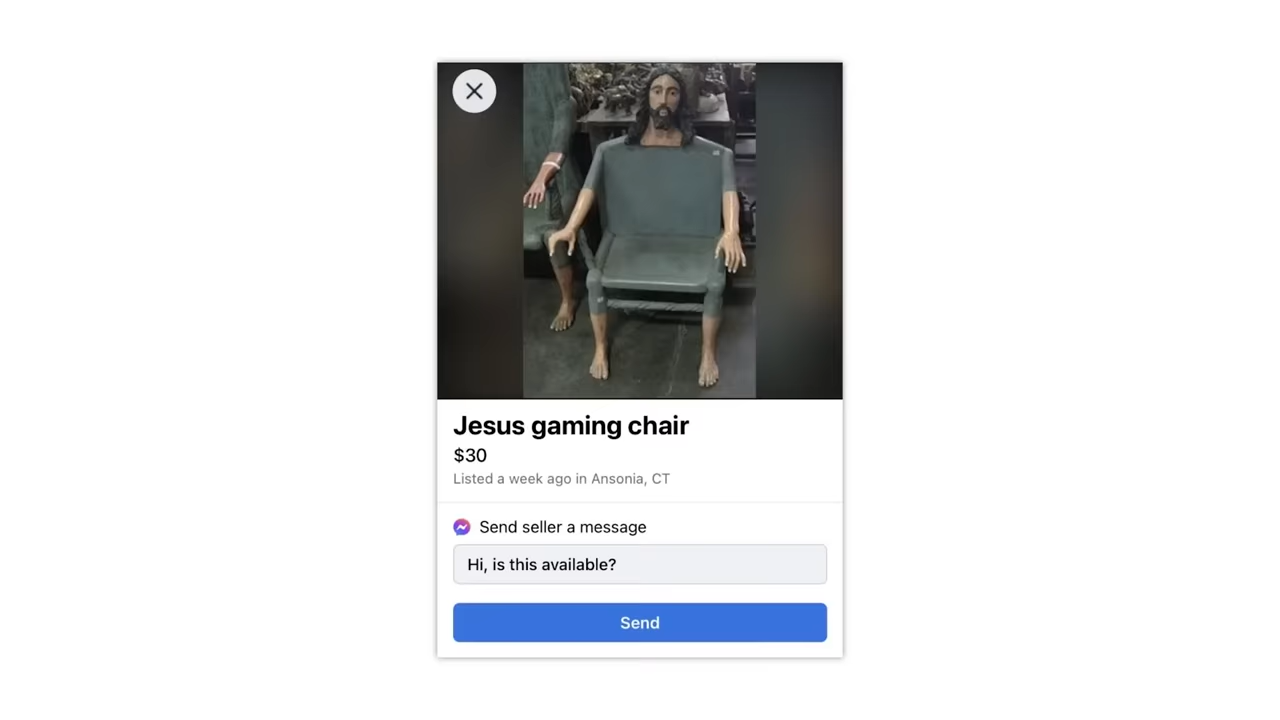 Jesus gaming chair
$30
Listed a week ago in Ansonia, CT
Send seller a message
Hi, is this available?
Send